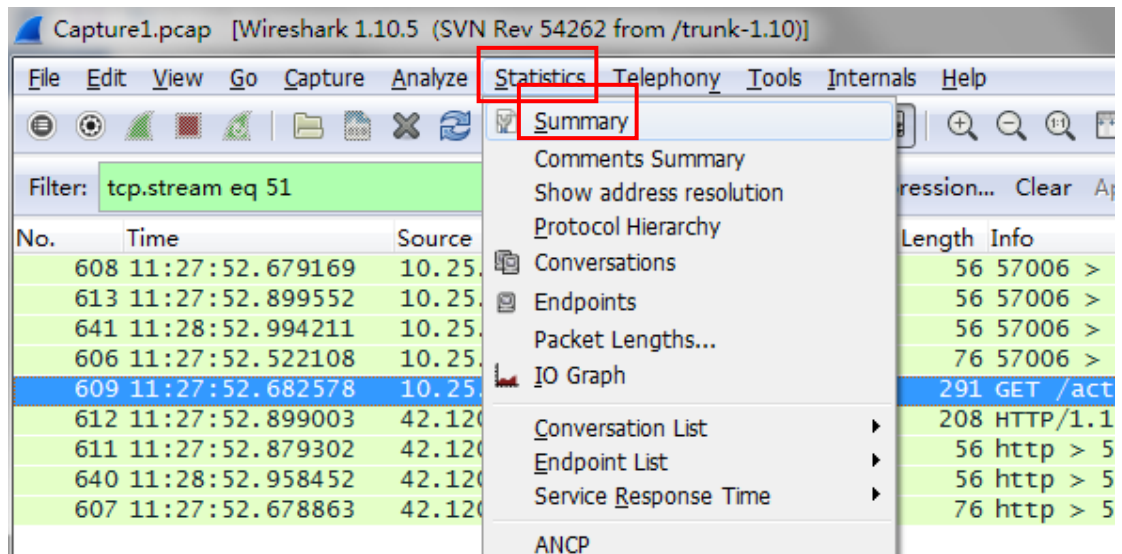 Capture1.pcap [Wireshark 1.10.5 (SVN Rev 54262 from /trunk-1.10)]
File Edit View Go Capture Analyze Statistics Telephony Tools Internals Help
Summary
Comments Summary
Filter: tcp.stream eq 51
Show address resolution
Clear
Protocol Hierarchy
No. Time Source Length Info
Conversations
608 11:27:52.679169 10.25. 56 57006 >
613 11:27:52.899552 10.25. 56 57006 >
Endpoints
641 11:28:52.994211 10.25. 56 57006 >
Packet Lengths...
606 11:27:52.522108 10.25. 76 57006 >
IO Graph
609 11:27:52.682578 10.25. 291 GET /act
612 11:27:52.899003 42.120 208 HTTP/1.1
Conversation List
611 11:27:52.879302 42.120 56 http > 5
Endpoint List
640 11:28:52.958452 42.120 56 http > 5
Service Response Time
607 11:27:52.678863 42.120 76 http > 5
ANCP